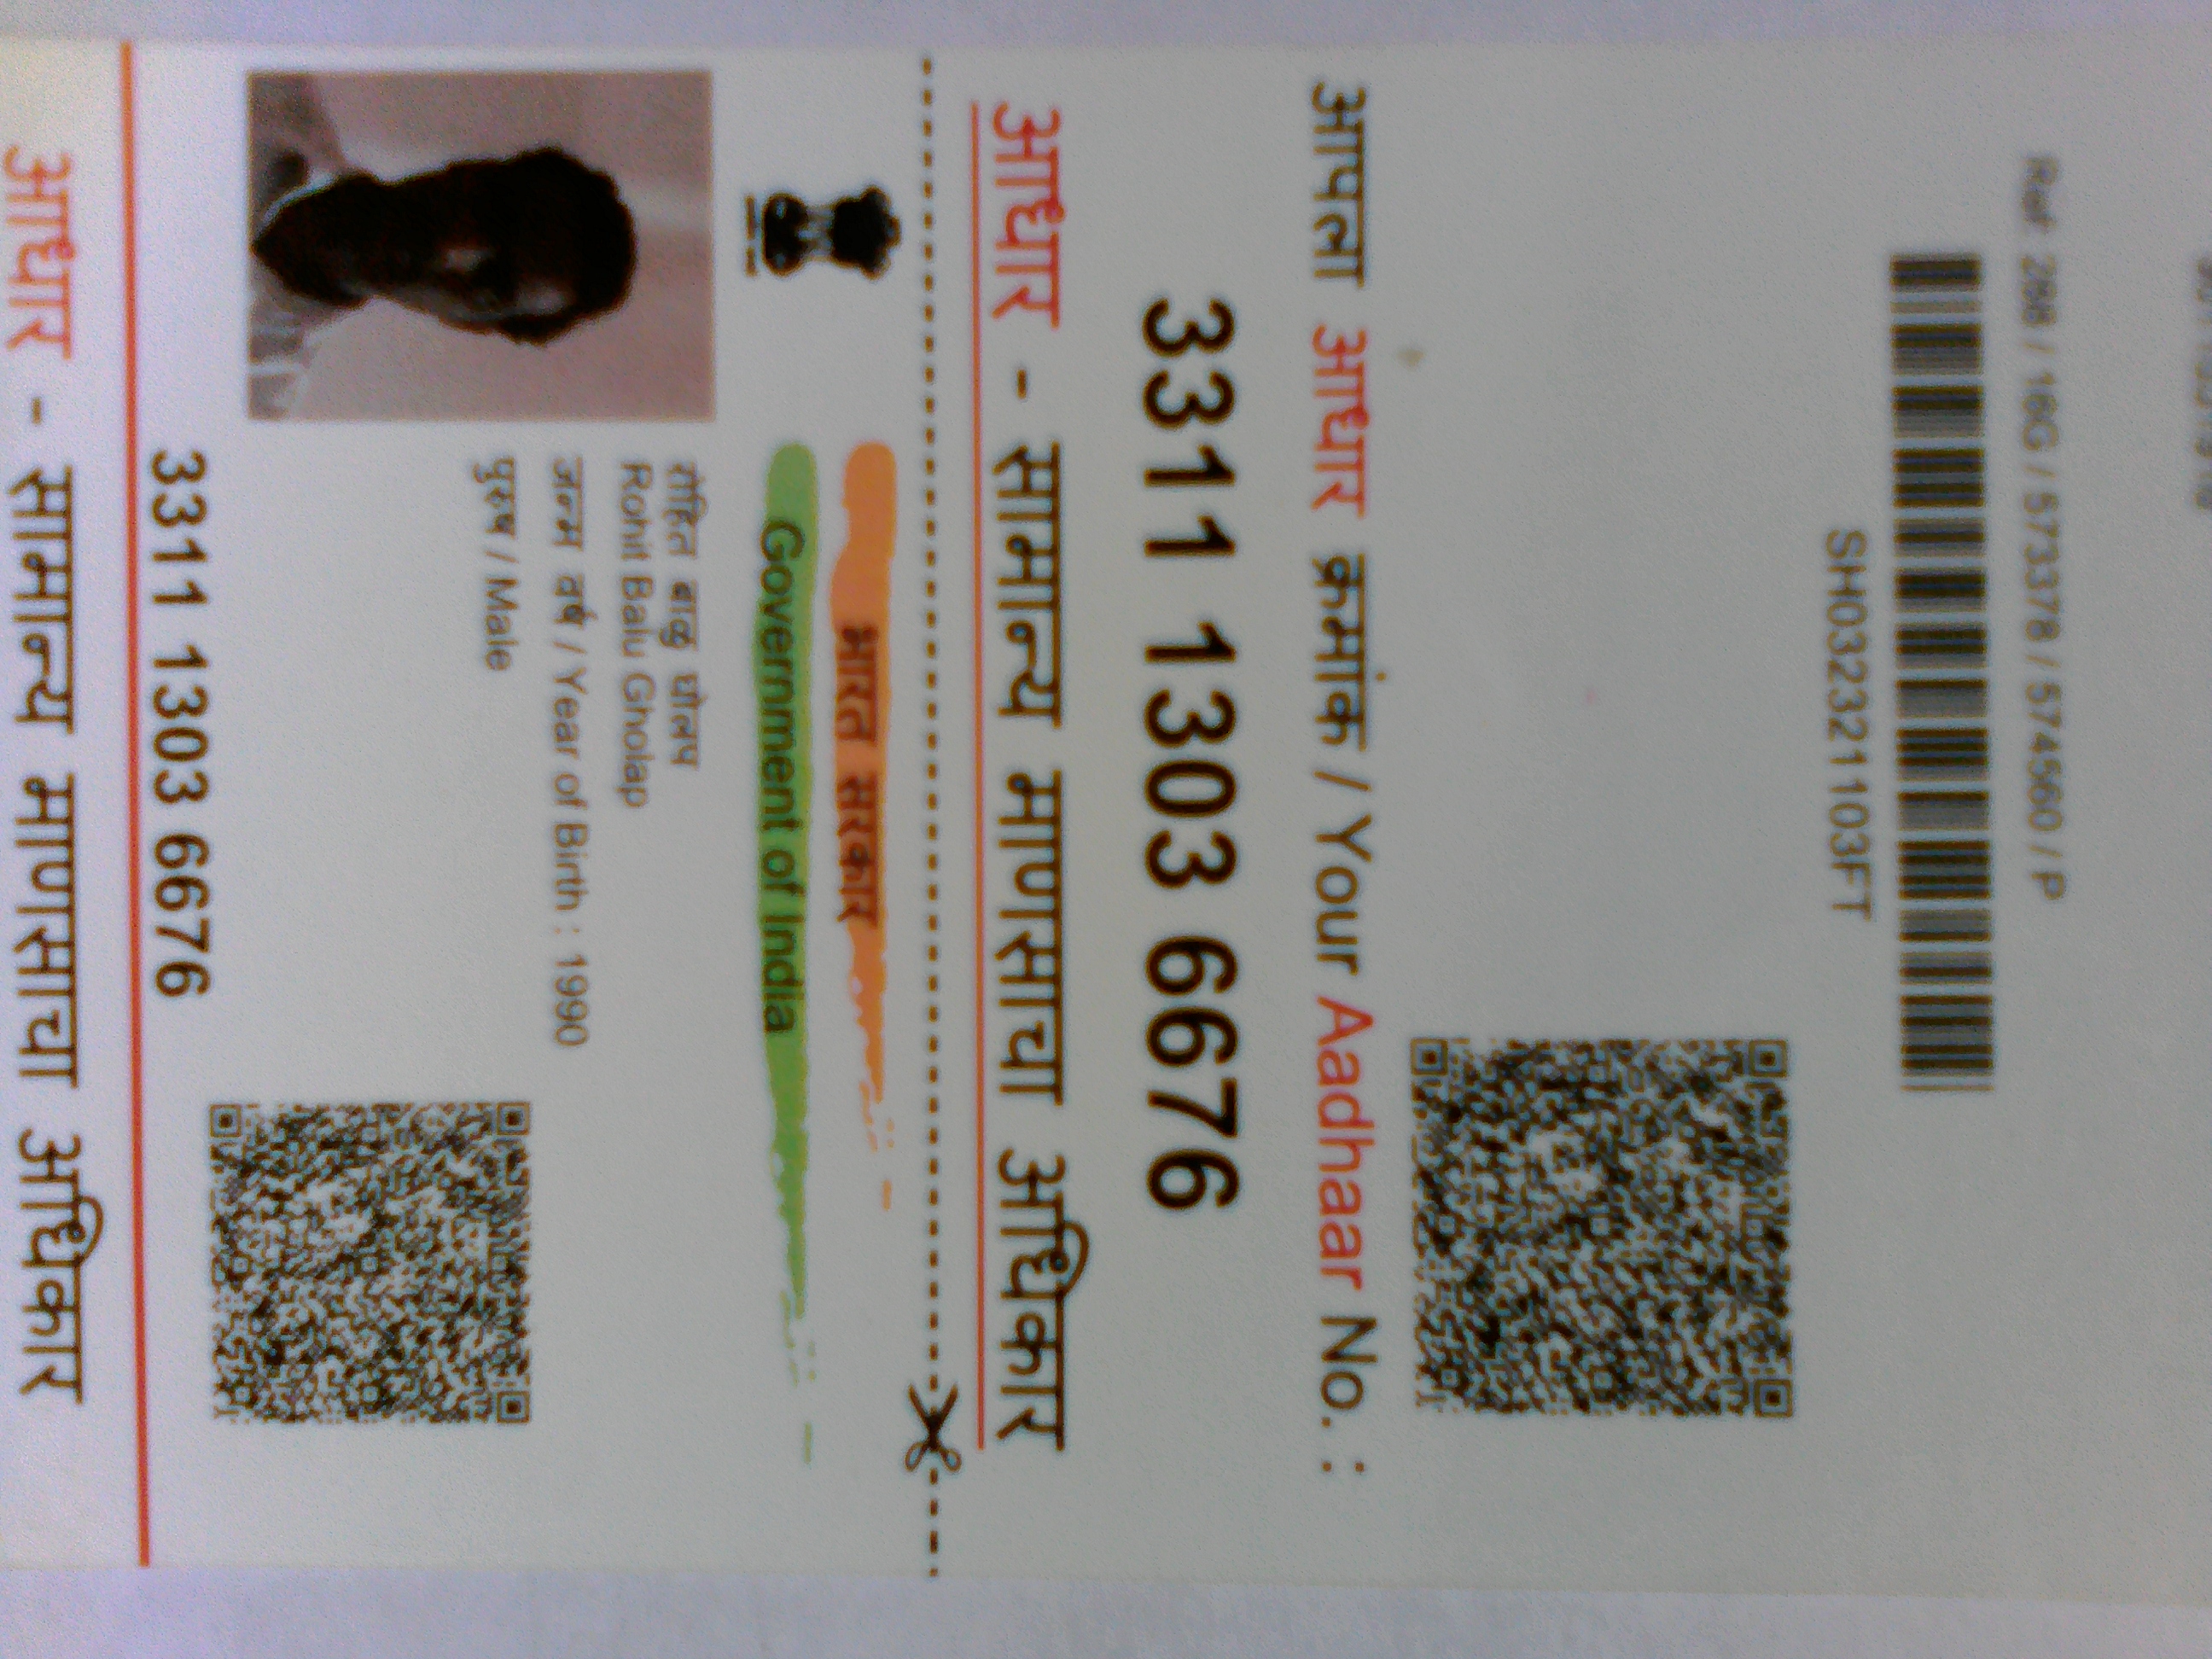 Ref: 288 / 16G / 573378 / 574560 / P
SH032321103FT
आपला आधार क्रमांक / Your Aadhaar No. :
3311 1303 6676
आधार - सामान्य माणसाचा अधिकार
भारत सरकार
Government of India
रोहित बाळू घोलप
Rohit Balu Gholap
जन्म वर्ष / Year of Birth : 1990
पुरुष / Male
3311 1303 6676
आधार - सामान्य माणसाचा अधिकार